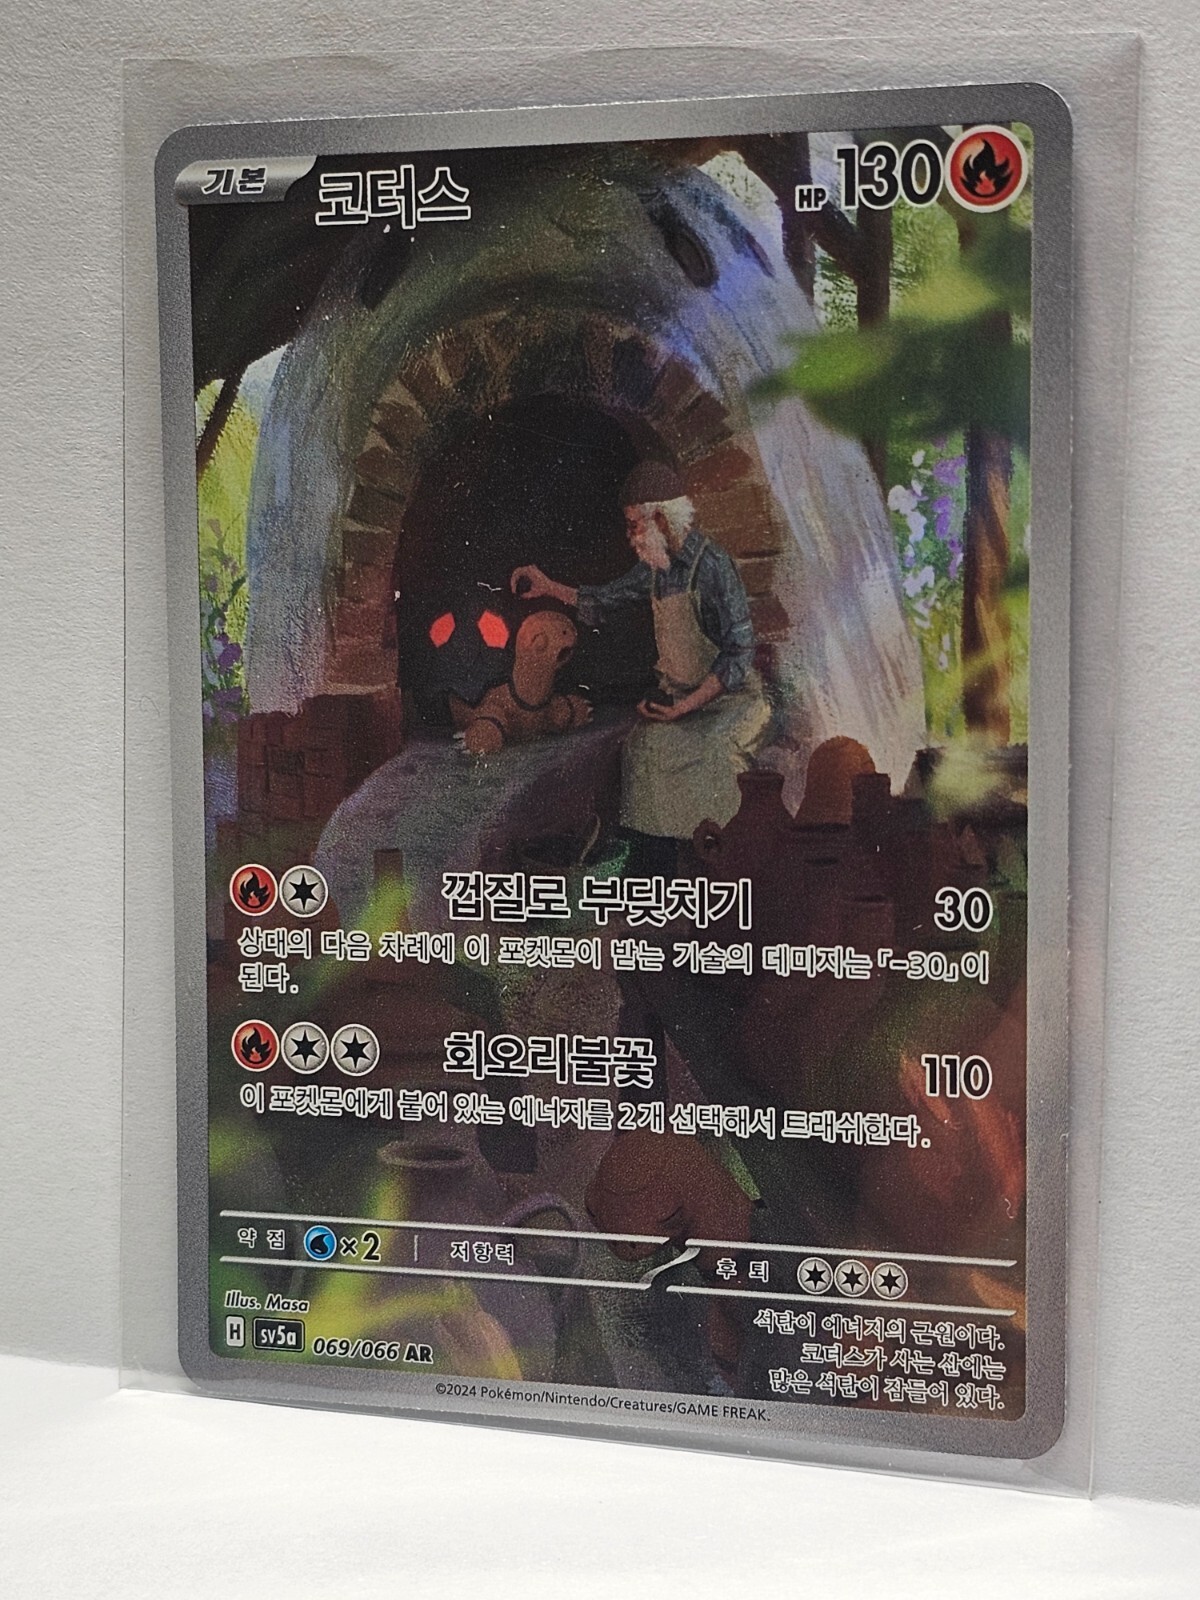 기본 코터스 HP 130
껍질로 부딪치기 30
상대의 다음 차례에 이 포켓몬이 받는 기술의 데미지는 「-30」이
된다.
회오리불꽃 110
이 포켓몬에게 붙어 있는 에너지를 2개 선택해서 트래쉬한다.
약점 ×2 저항력 후퇴
Illus. Masa
H sv5a 069/066 AR
석탄이 에너지의 근원이다.
코터스가 사는 산에는
많은 석탄이 잠들어 있다.
©2024 Pokémon/Nintendo/Creatures/GAME FREAK.